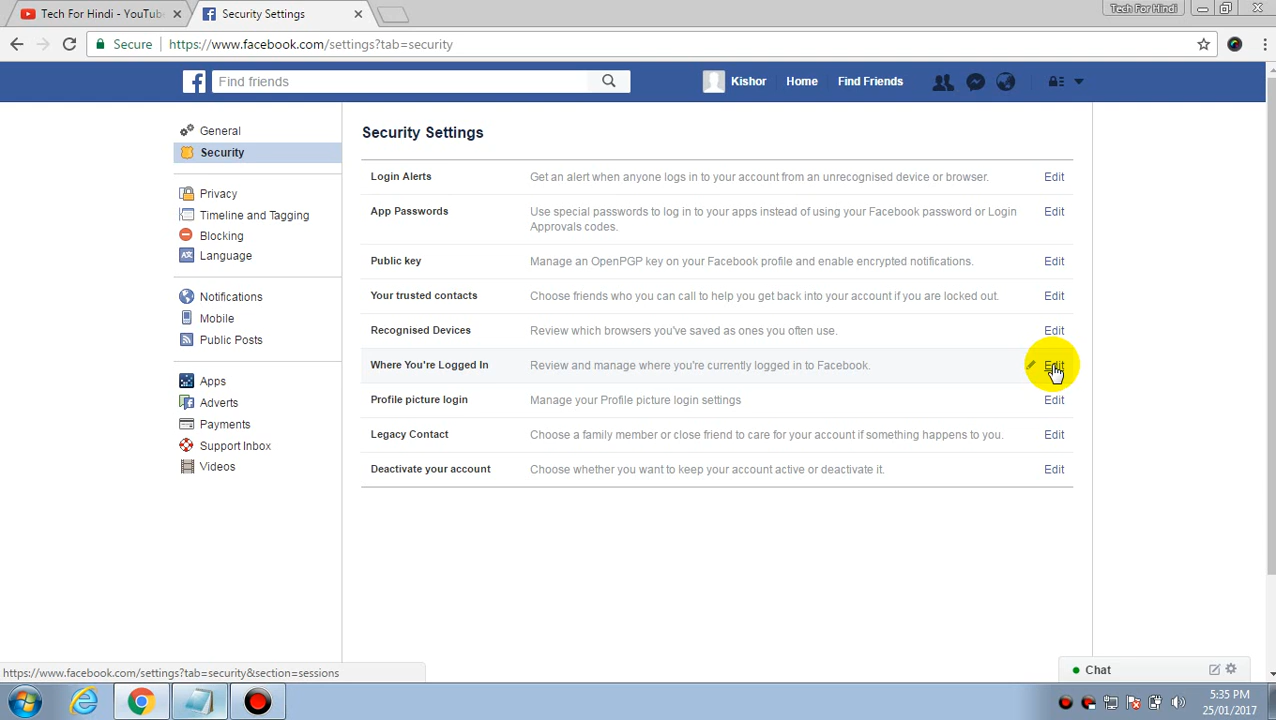 Tech For Hindi - YouTube
Security Settings
Tech For Hindi
Secure
https://www.facebook.com/settings?tab=security
Find friends
Kishor
Home
Find Friends
General
Security
Privacy
Timeline and Tagging
Blocking
Language
Notifications
Mobile
Public Posts
Apps
Adverts
Payments
Support Inbox
Videos
Security Settings
Login Alerts
Get an alert when anyone logs in to your account from an unrecognised device or browser.
Edit
App Passwords
Use special passwords to log in to your apps instead of using your Facebook password or Login
Approvals codes.
Edit
Public key
Manage an OpenPGP key on your Facebook profile and enable encrypted notifications.
Edit
Your trusted contacts
Choose friends who you can call to help you get back into your account if you are locked out.
Edit
Recognised Devices
Review which browsers you've saved as ones you often use.
Edit
Where You're Logged In
Review and manage where you're currently logged in to Facebook.
Edit
Profile picture login
Manage your Profile picture login settings
Edit
Legacy Contact
Choose a family member or close friend to care for your account if something happens to you.
Edit
Deactivate your account
Choose whether you want to keep your account active or deactivate it.
Edit
https://www.facebook.com/settings?tab=security&section=sessions
Chat
5:35 PM
25/01/2017